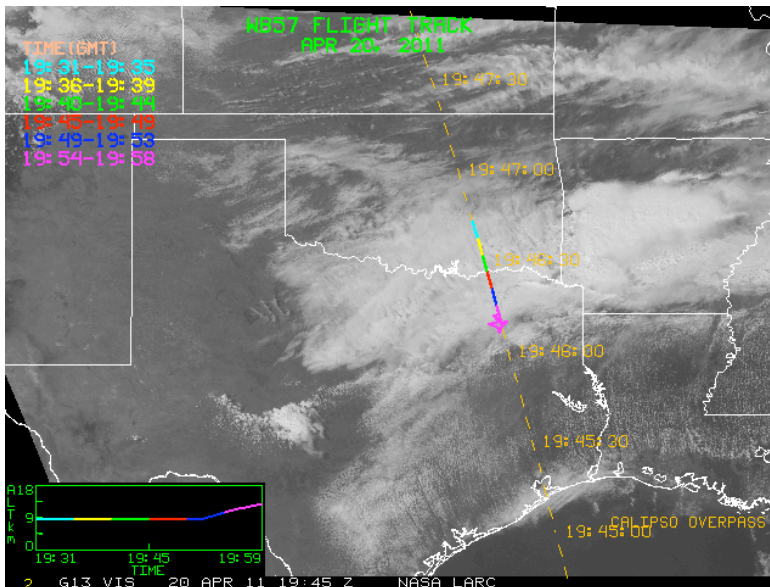 WB57 FLIGHT TRACK
APR 20, 2011
TIME(GMT)
19:31-19:35
19:36-19:39
19:40-19:44
19:45-19:49
19:49-19:53
19:54-19:58
19:47:30
19:47:00
19:46:30
19:46:00
19:45:30
19:45:00
CALIPSO OVERPASS
ALT km
18
9
0
19:31 19:45 19:59
TIME
2 G13 VIS 20 APR 11 19:45 Z NASA LARC